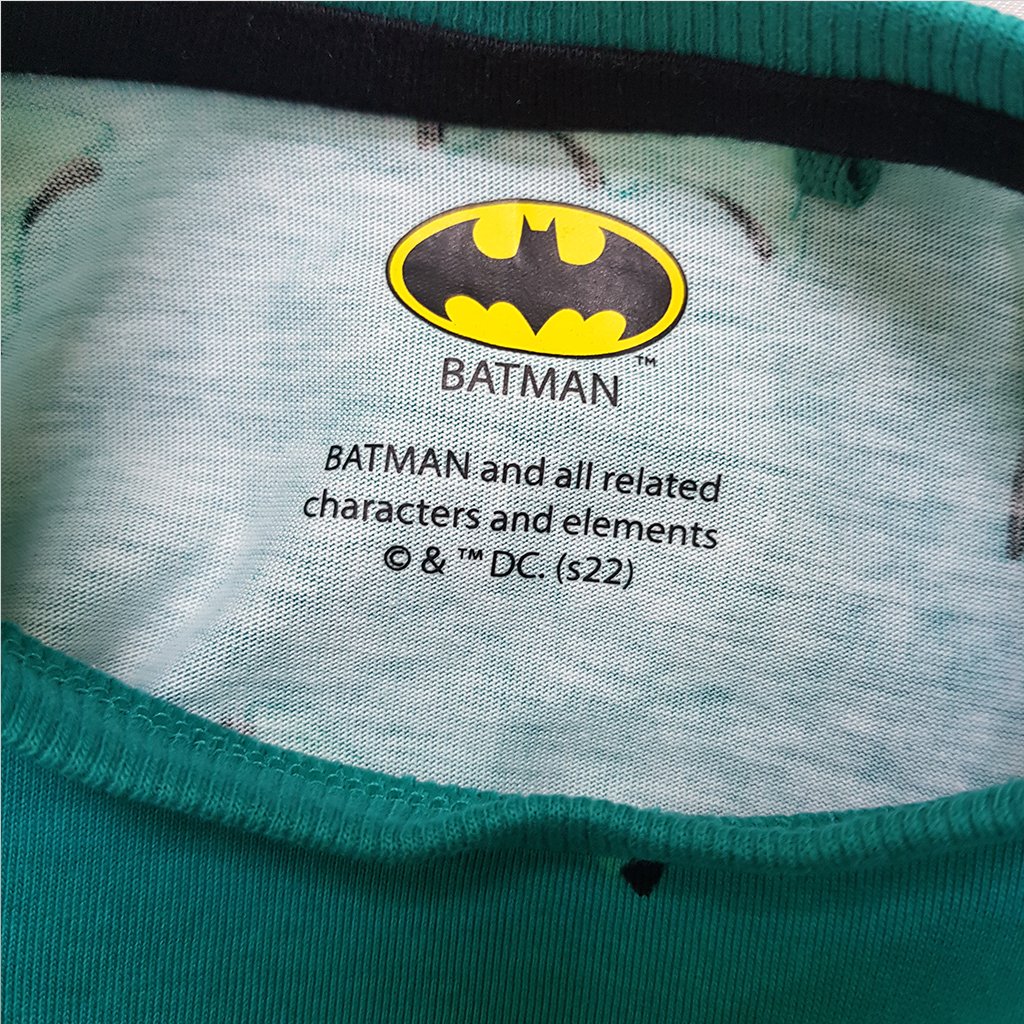 BATMAN™
BATMAN and all related
characters and elements
© & ™ DC. (s22)